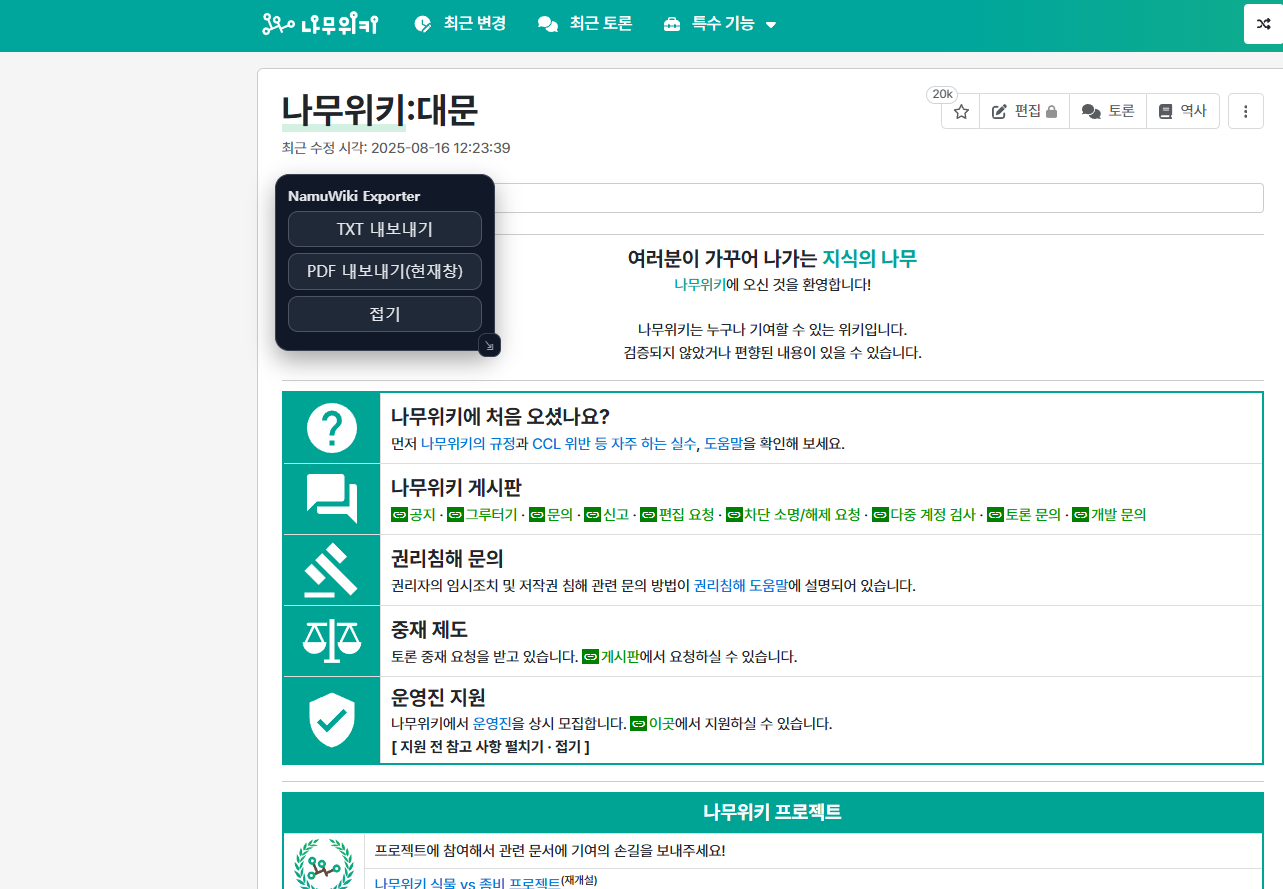 나무위키 최근 변경 최근 토론 특수 기능
나무위키:대문
20k 편집 토론 역사
최근 수정 시각: 2025-08-16 12:23:39
NamuWiki Exporter
TXT 내보내기
PDF 내보내기(현재창)
접기
여러분이 가꾸어 나가는 지식의 나무
나무위키에 오신 것을 환영합니다!
나무위키는 누구나 기여할 수 있는 위키입니다.
검증되지 않았거나 편향된 내용이 있을 수 있습니다.
나무위키에 처음 오셨나요?
먼저 나무위키의 규정과 CCL 위반 등 자주 하는 실수, 도움말을 확인해 보세요.
나무위키 게시판
공지 · 그루터기 · 문의 · 신고 · 편집 요청 · 차단 소명/해제 요청 · 다중 계정 검사 · 토론 문의 · 개발 문의
권리침해 문의
권리자의 임시조치 및 저작권 침해 관련 문의 방법이 권리침해 도움말에 설명되어 있습니다.
중재 제도
토론 중재 요청을 받고 있습니다. 게시판에서 요청하실 수 있습니다.
운영진 지원
나무위키에서 운영진을 상시 모집합니다. 이곳에서 지원하실 수 있습니다.
[ 지원 전 참고 사항 펼치기 · 접기 ]
나무위키 프로젝트
프로젝트에 참여해서 관련 문서에 기여의 손길을 보내주세요!
나무위키 식물 vs 좀비 프로젝트(재개설)